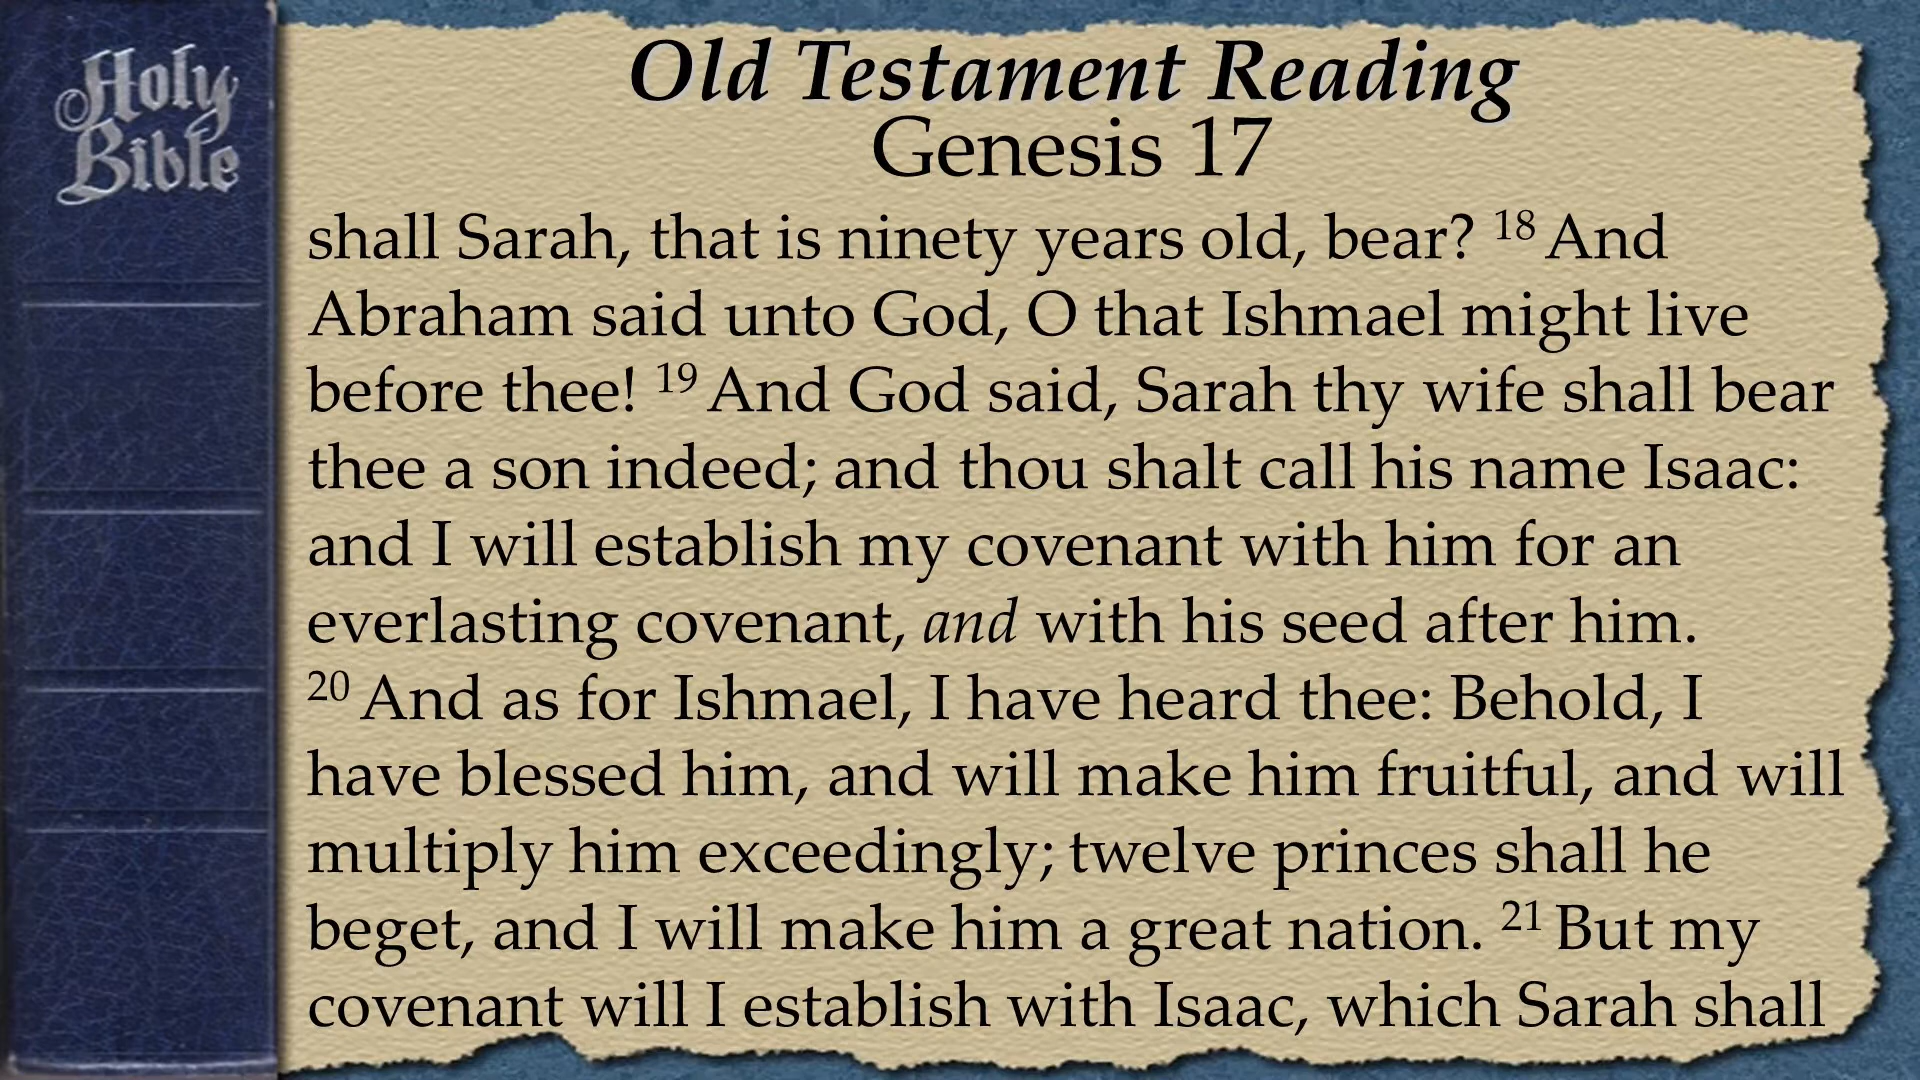 Holy
Bible
Old Testament Reading
Genesis 17
shall Sarah, that is ninety years old, bear? 18 And
Abraham said unto God, O that Ishmael might live
before thee! 19 And God said, Sarah thy wife shall bear
thee a son indeed; and thou shalt call his name Isaac:
and I will establish my covenant with him for an
everlasting covenant, and with his seed after him.
20 And as for Ishmael, I have heard thee: Behold, I
have blessed him, and will make him fruitful, and will
multiply him exceedingly; twelve princes shall he
beget, and I will make him a great nation. 21 But my
covenant will I establish with Isaac, which Sarah shall